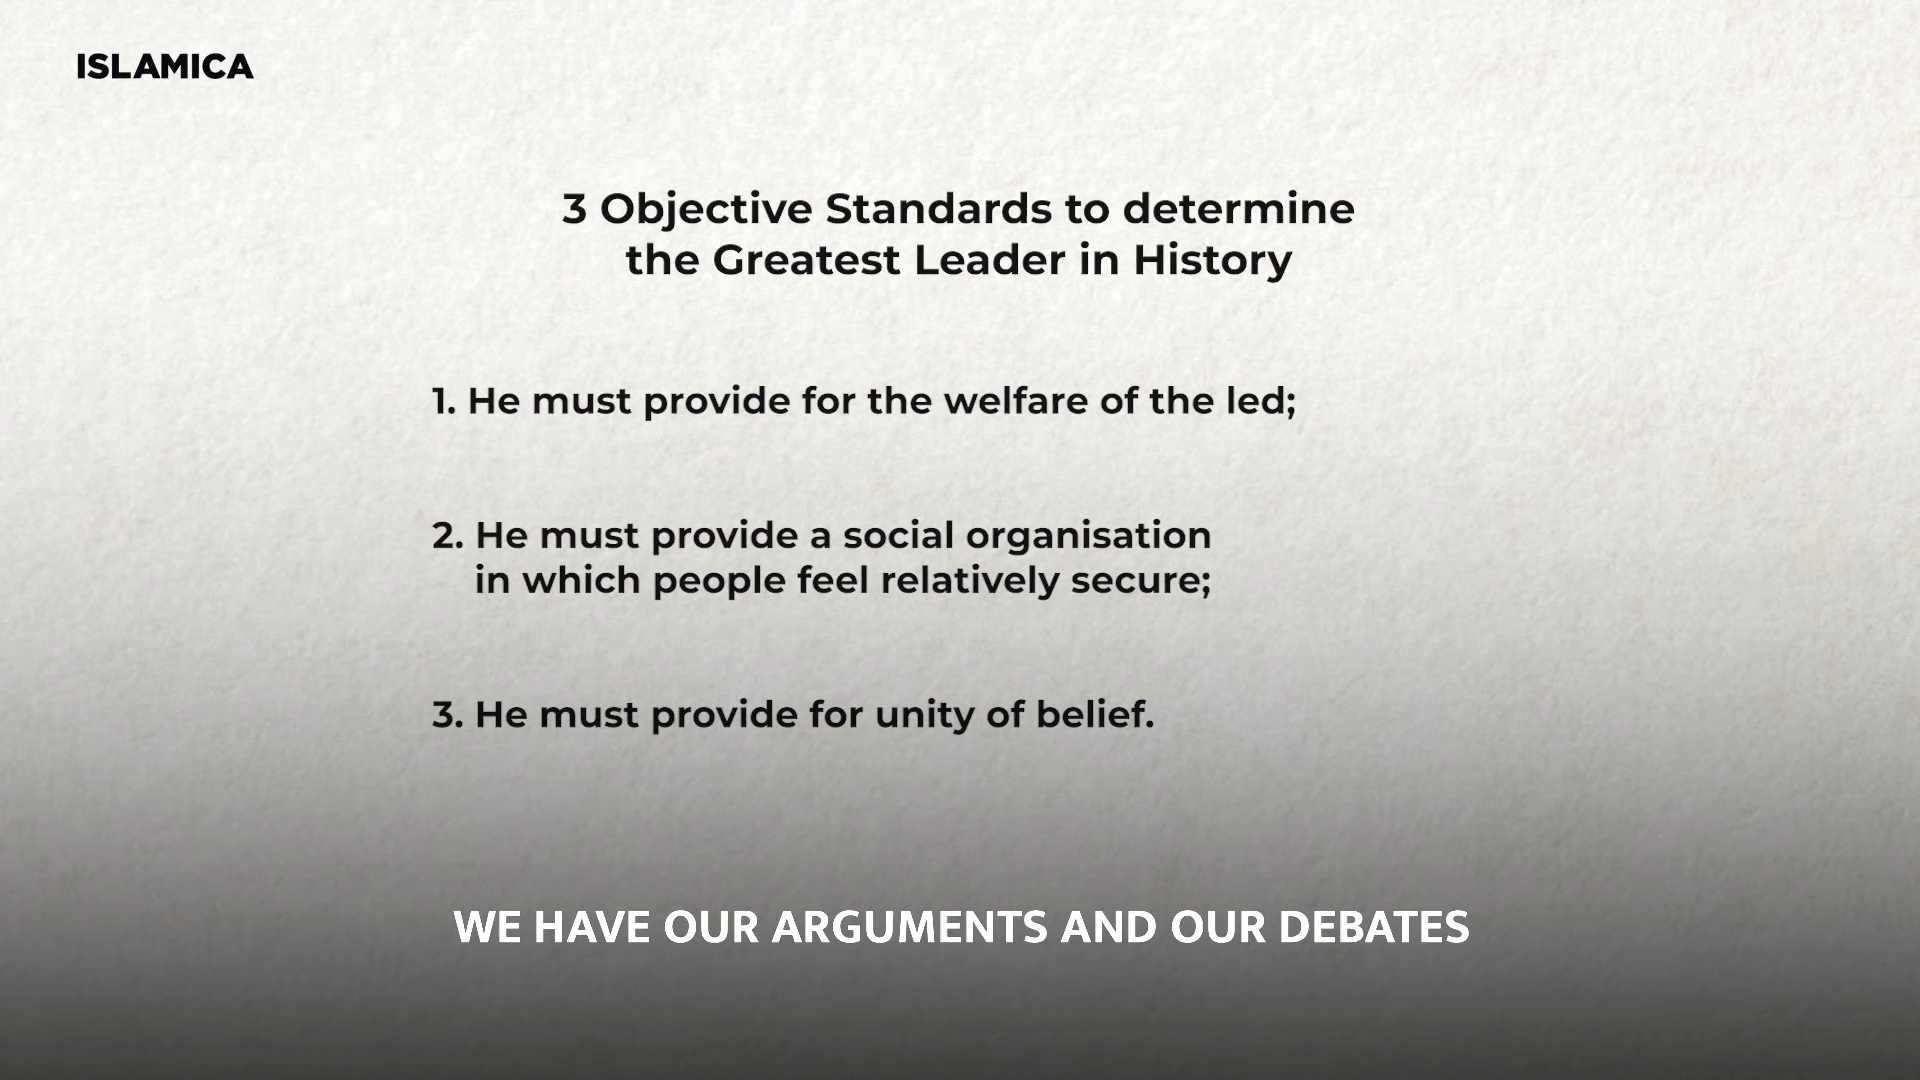 ISLAMICA
3 Objective Standards to determine
the Greatest Leader in History
1. He must provide for the welfare of the led;
2. He must provide a social organisation
in which people feel relatively secure;
3. He must provide for unity of belief.
WE HAVE OUR ARGUMENTS AND OUR DEBATES